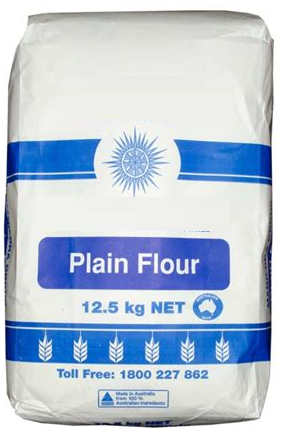 Plain Flour
12.5 kg NET
Toll Free: 1800 227 862
Made in Australia
from 100 %
Australian Ingredients